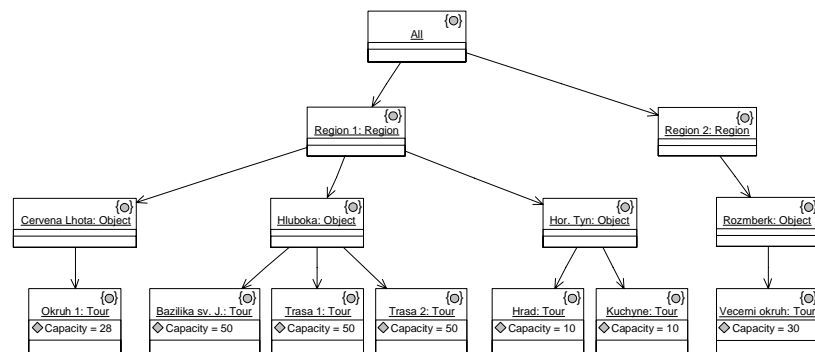 All
Region 1: Region
Region 2: Region
Cervena Lhota: Object
Hluboka: Object
Hor. Tyn: Object
Rozmberk: Object
Okruh 1: Tour
Capacity = 28
Bazilika sv. J.: Tour
Capacity = 50
Trasa 1: Tour
Capacity = 50
Trasa 2: Tour
Capacity = 50
Hrad: Tour
Capacity = 10
Kuchyne: Tour
Capacity = 10
Vecerni okruh: Tour
Capacity = 30